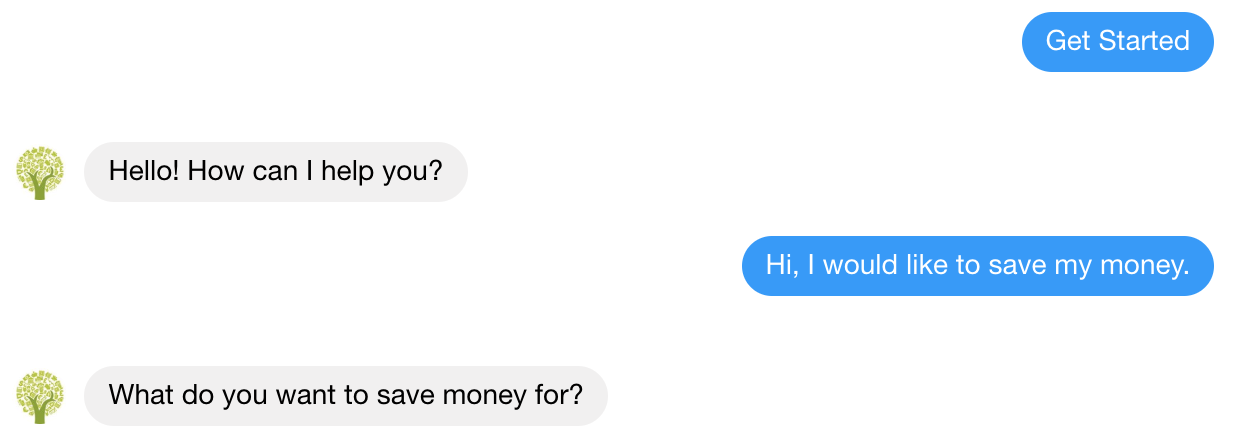 Get Started
Hello! How can I help you?
Hi, I would like to save my money.
What do you want to save money for?